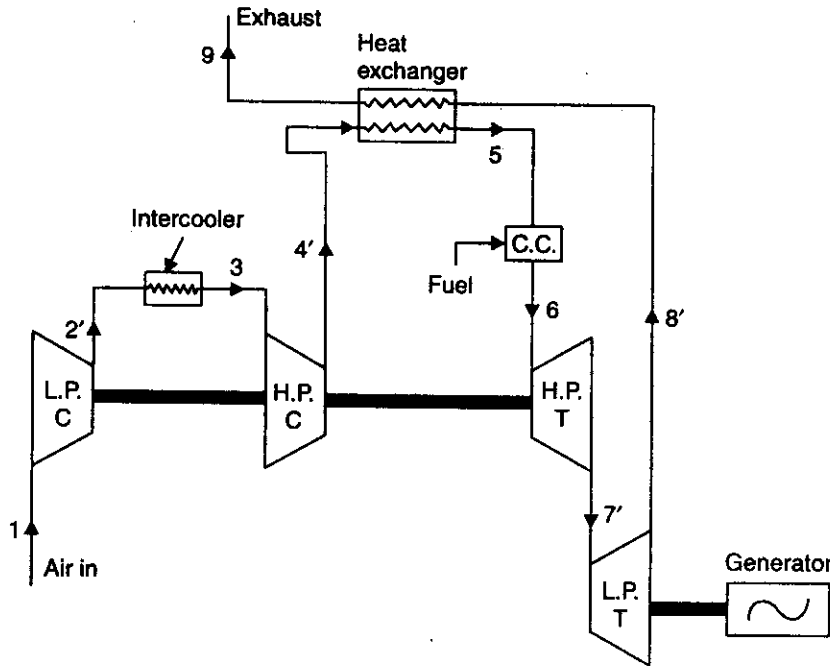 Exhaust
9
Heat
exchanger
5
Intercooler
3
4′
C.C.
Fuel
2′
6
8′
L.P.
C
H.P.
C
H.P.
T
7′
1
Air in
L.P.
T
Generator